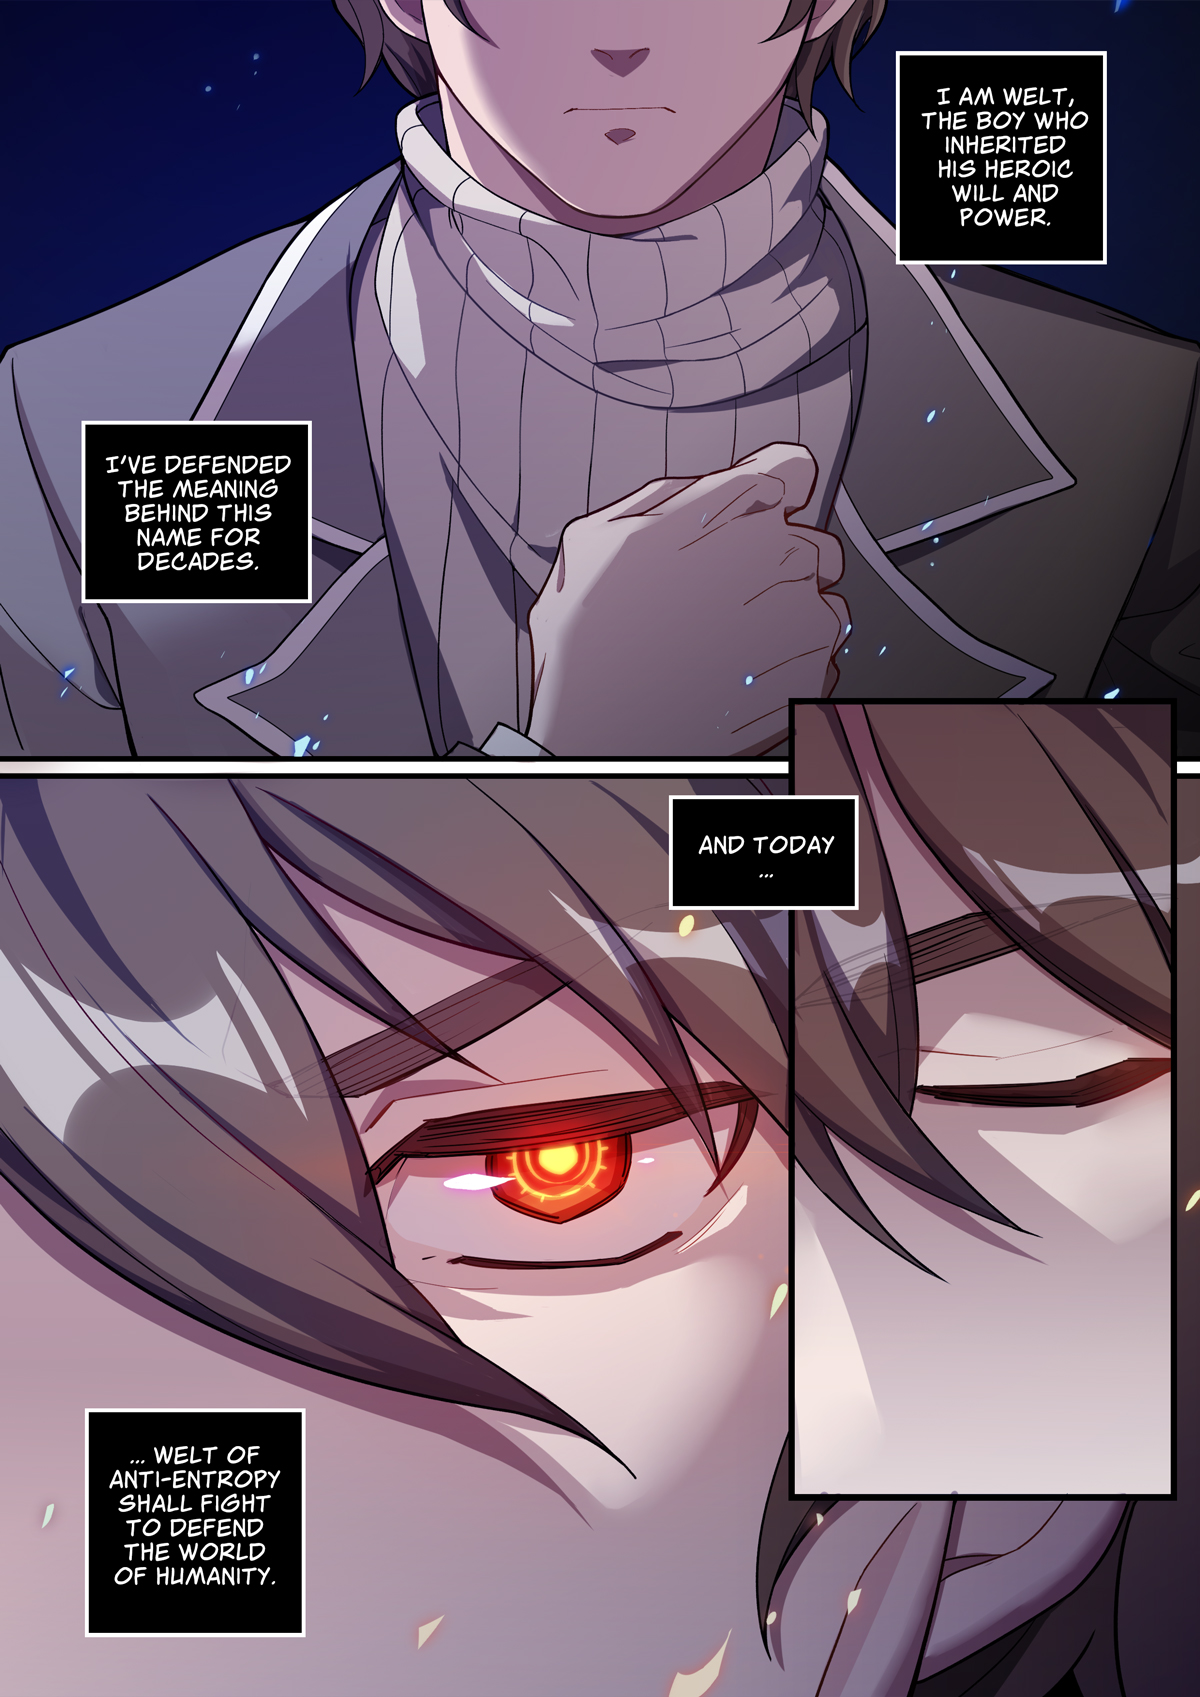 I AM WELT,
THE BOY WHO
INHERITED
HIS HEROIC
WILL AND
POWER.
I'VE DEFENDED
THE MEANING
BEHIND THIS
NAME FOR
DECADES.
AND TODAY
...
... WELT OF
ANTI-ENTROPY
SHALL FIGHT
TO DEFEND
THE WORLD
OF HUMANITY.